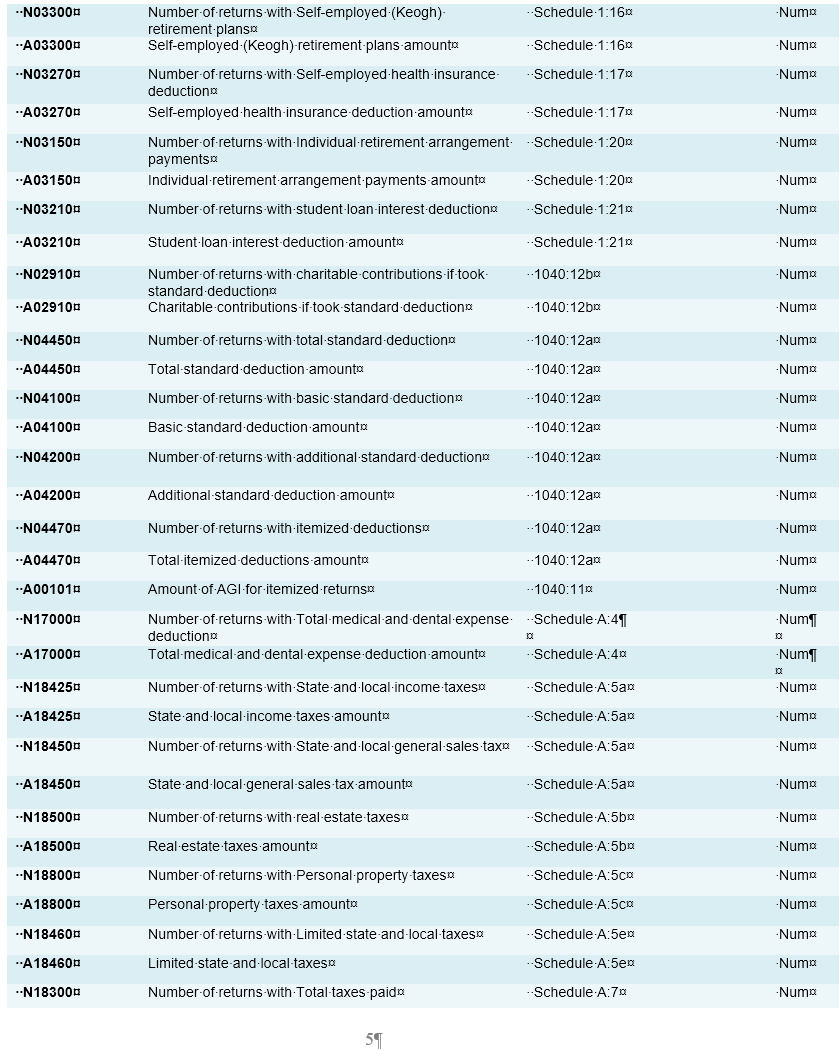 ··N03300¤ Number·of·returns·with·Self-employed·(Keogh)· ··Schedule·1:16¤ ·Num¤
retirement·plans¤
··A03300¤ Self-employed·(Keogh)·retirement·plans·amount¤ ··Schedule·1:16¤ ·Num¤
··N03270¤ Number·of·returns·with·Self-employed·health·insurance· ··Schedule·1:17¤ ·Num¤
deduction¤
··A03270¤ Self-employed·health·insurance·deduction·amount¤ ··Schedule·1:17¤ ·Num¤
··N03150¤ Number·of·returns·with·Individual·retirement·arrangement· ··Schedule·1:20¤ ·Num¤
payments¤
··A03150¤ Individual·retirement·arrangement·payments·amount¤ ··Schedule·1:20¤ ·Num¤
··N03210¤ Number·of·returns·with·student·loan·interest·deduction¤ ··Schedule·1:21¤ ·Num¤
··A03210¤ Student·loan·interest·deduction·amount¤ ··Schedule·1:21¤ ·Num¤
··N02910¤ Number·of·returns·with·charitable·contributions·if·took· ··1040:12b¤ ·Num¤
standard·deduction¤
··A02910¤ Charitable·contributions·if·took·standard·deduction¤ ··1040:12b¤ ·Num¤
··N04450¤ Number·of·returns·with·total·standard·deduction¤ ··1040:12a¤ ·Num¤
··A04450¤ Total·standard·deduction·amount¤ ··1040:12a¤ ·Num¤
··N04100¤ Number·of·returns·with·basic·standard·deduction¤ ··1040:12a¤ ·Num¤
··A04100¤ Basic·standard·deduction·amount¤ ··1040:12a¤ ·Num¤
··N04200¤ Number·of·returns·with·additional·standard·deduction¤ ··1040:12a¤ ·Num¤
··A04200¤ Additional·standard·deduction·amount¤ ··1040:12a¤ ·Num¤
··N04470¤ Number·of·returns·with·itemized·deductions¤ ··1040:12a¤ ·Num¤
··A04470¤ Total·itemized·deductions·amount¤ ··1040:12a¤ ·Num¤
··A00101¤ Amount·of·AGI·for·itemized·returns¤ ··1040:11¤ ·Num¤
··N17000¤ Number·of·returns·with·Total·medical·and·dental·expense· ··Schedule·A:4¶ ·Num¶
deduction¤ ¤ ¤
··A17000¤ Total·medical·and·dental·expense·deduction·amount¤ ··Schedule·A:4¤ ·Num¶
¤
··N18425¤ Number·of·returns·with·State·and·local·income·taxes¤ ··Schedule·A:5a¤ ·Num¤
··A18425¤ State·and·local·income·taxes·amount¤ ··Schedule·A:5a¤ ·Num¤
··N18450¤ Number·of·returns·with·State·and·local·general·sales·tax¤ ··Schedule·A:5a¤ ·Num¤
··A18450¤ State·and·local·general·sales·tax·amount¤ ··Schedule·A:5a¤ ·Num¤
··N18500¤ Number·of·returns·with·real·estate·taxes¤ ··Schedule·A:5b¤ ·Num¤
··A18500¤ Real·estate·taxes·amount¤ ··Schedule·A:5b¤ ·Num¤
··N18800¤ Number·of·returns·with·Personal·property·taxes¤ ··Schedule·A:5c¤ ·Num¤
··A18800¤ Personal·property·taxes·amount¤ ··Schedule·A:5c¤ ·Num¤
··N18460¤ Number·of·returns·with·Limited·state·and·local·taxes¤ ··Schedule·A:5e¤ ·Num¤
··A18460¤ Limited·state·and·local·taxes¤ ··Schedule·A:5e¤ ·Num¤
··N18300¤ Number·of·returns·with·Total·taxes·paid¤ ··Schedule·A:7¤ ·Num¤
5¶